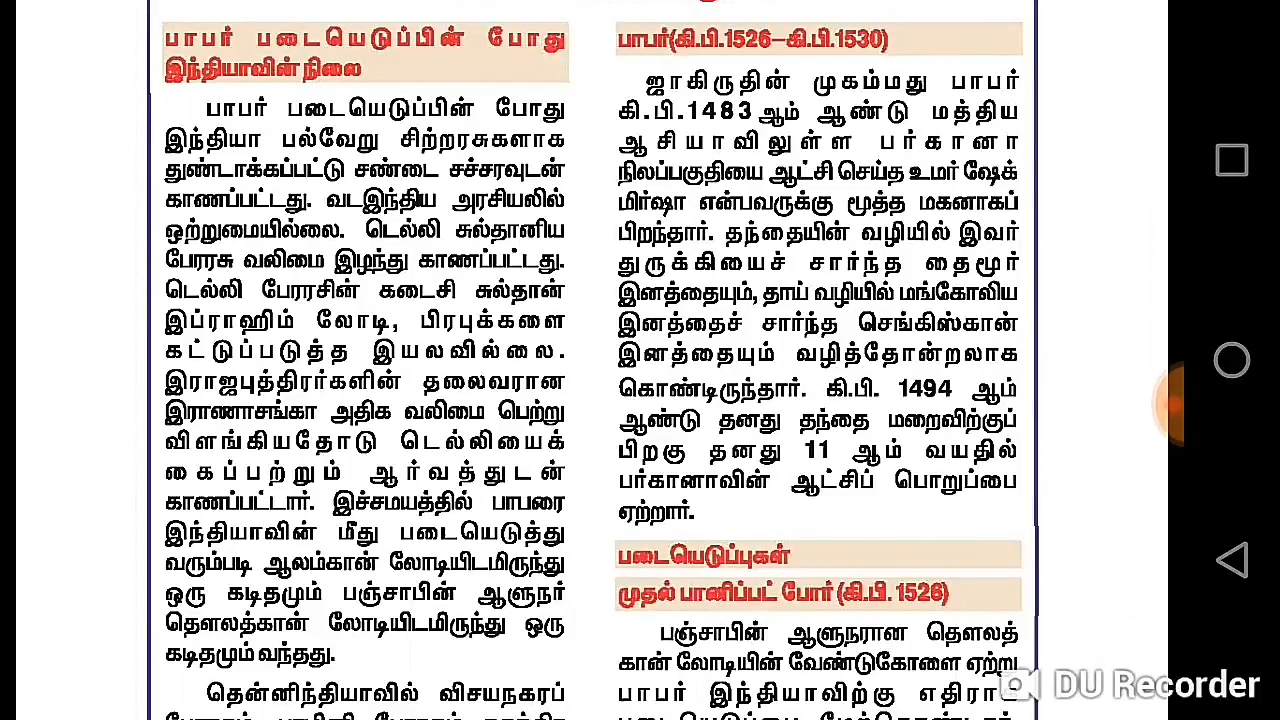 பாபர் படையெடுப்பின் போது
இந்தியாவின் நிலை
பாபர் படையெடுப்பின் போது
இந்தியா பல்வேறு சிற்றரசுகளாக
துண்டாக்கப்பட்டு சண்டை சச்சரவுடன்
காணப்பட்டது. வடஇந்திய அரசியலில்
ஒற்றுமையில்லை. டெல்லி சுல்தானிய
பேரரசு வலிமை இழந்து காணப்பட்டது.
டெல்லி பேரரசின் கடைசி சுல்தான்
இப்ராஹிம் லோடி, பிரபுக்களை
கட்டுப்படுத்த இயலவில்லை.
இராஜபுத்திரர்களின் தலைவரான
இராணாசங்கா அதிக வலிமை பெற்று
விளங்கியதோடு டெல்லியைக்
கைப்பற்றும் ஆர்வத்துடன்
காணப்பட்டார். இச்சமயத்தில் பாபரை
இந்தியாவின் மீது படையெடுத்து
வரும்படி ஆலம்கான் லோடியிடமிருந்து
ஒரு கடிதமும் பஞ்சாபின் ஆளுநர்
தௌலத்கான் லோடியிடமிருந்து ஒரு
கடிதமும் வந்தது.
தென்னிந்தியாவில் விசயநகரப்
பாபர்(கி.பி.1526–கி.பி.1530)
ஜாகிருதின் முகம்மது பாபர்
கி.பி.1483 ஆம் ஆண்டு மத்திய
ஆசியாவிலுள்ள பர்கானா
நிலப்பகுதியை ஆட்சி செய்த உமர் ஷேக்
மிர்ஷா என்பவருக்கு மூத்த மகனாகப்
பிறந்தார். தந்தையின் வழியில் இவர்
துருக்கியைச் சார்ந்த தைமூர்
இனத்தையும், தாய் வழியில் மங்கோலிய
இனத்தைச் சார்ந்த செங்கிஸ்கான்
இனத்தையும் வழித்தோன்றலாக
கொண்டிருந்தார். கி.பி. 1494 ஆம்
ஆண்டு தனது தந்தை மறைவிற்குப்
பிறகு தனது 11 ஆம் வயதில்
பர்கானாவின் ஆட்சிப் பொறுப்பை
ஏற்றார்.
படையெடுப்புகள்
முதல் பானிப்பட் போர் (கி.பி. 1526)
பஞ்சாபின் ஆளுநரான தௌலத்
கான் லோடியின் வேண்டுகோளை ஏற்று
பாபர் இந்தியாவிற்கு எதிராக
DU Recorder